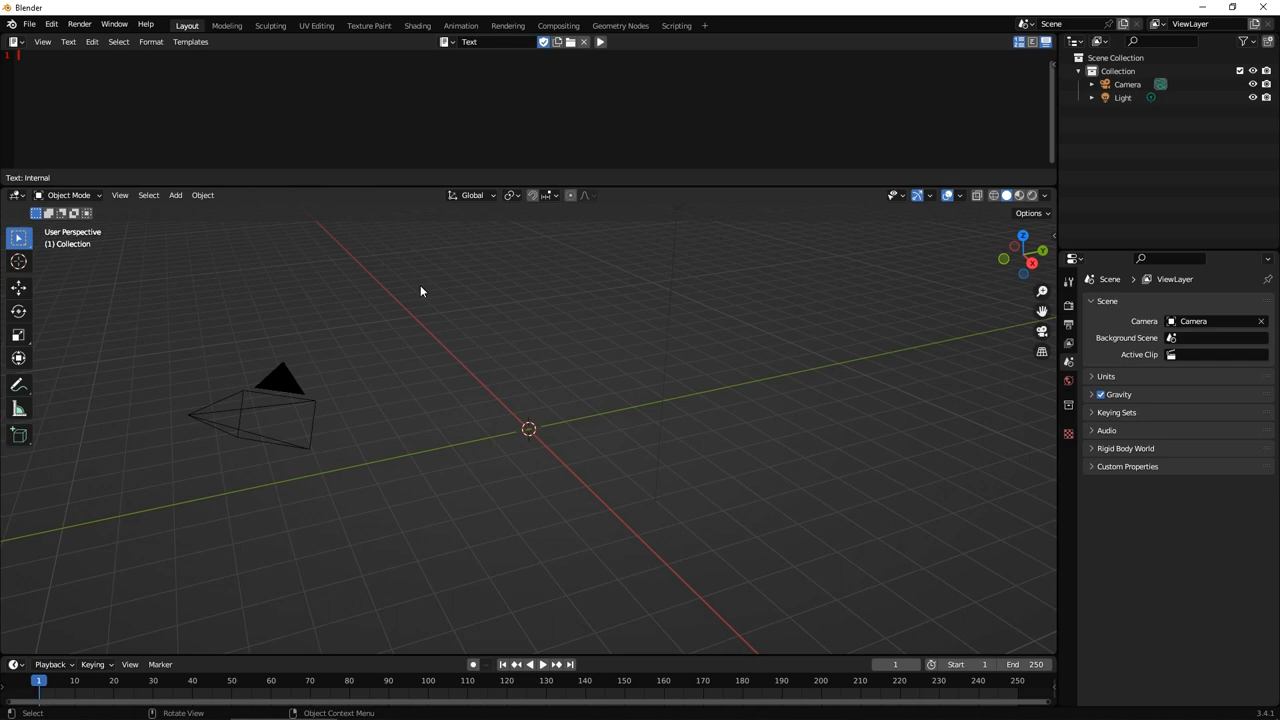 Blender
File Edit Render Window Help Layout Modeling Sculpting UV Editing Texture Paint Shading Animation Rendering Compositing Geometry Nodes Scripting + Scene ViewLayer
View Text Edit Select Format Templates Text
1
Text: Internal
Object Mode View Select Add Object Global
Options
User Perspective
(1) Collection
Z
Y
X
Scene Collection
Collection
Camera
Light
Scene ViewLayer
Scene
Camera Camera
Background Scene
Active Clip
Units
Gravity
Keying Sets
Audio
Rigid Body World
Custom Properties
Playback Keying View Marker 1 Start 1 End 250
1 10 20 30 40 50 60 70 80 90 100 110 120 130 140 150 160 170 180 190 200 210 220 230 240 250
Select Rotate View Object Context Menu 3.4.1